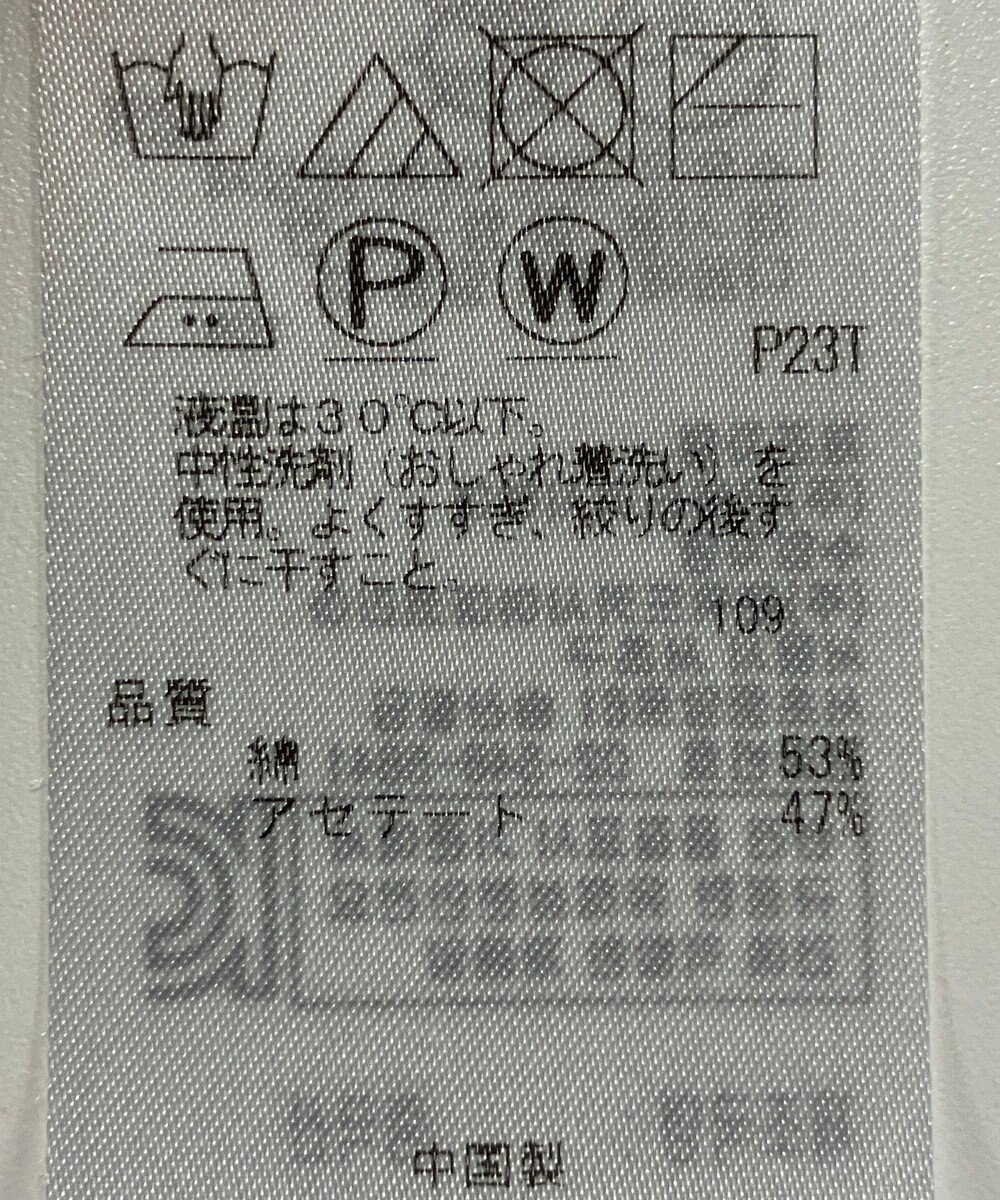 P
W
P23T
液温は30℃以下。
中性洗剤（おしゃれ着洗い）を
使用。よくすすぎ、絞りの後す
ぐに干すこと。
109
品質
綿 53%
アセテート 47%
中国製